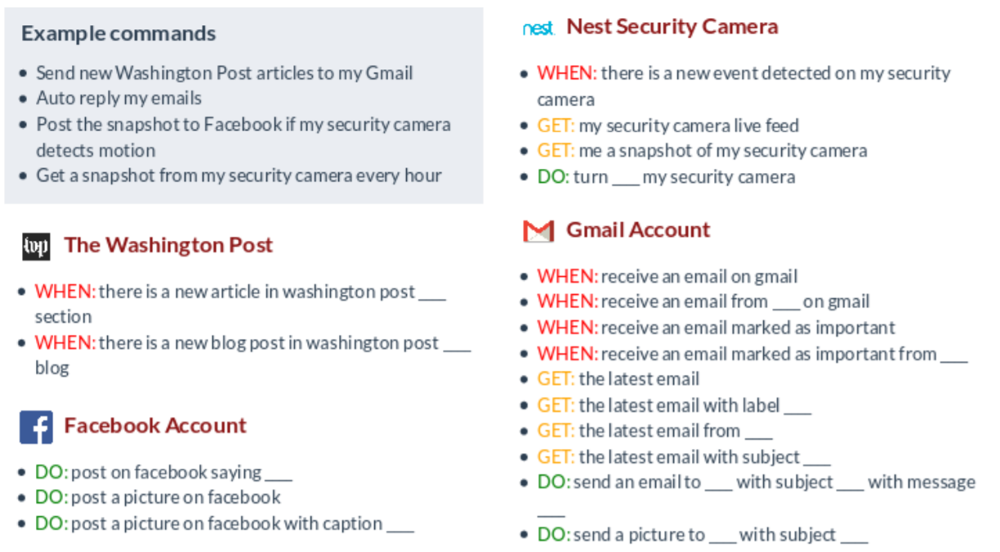 Example commands
• Send new Washington Post articles to my Gmail
• Auto reply my emails
• Post the snapshot to Facebook if my security camera
detects motion
• Get a snapshot from my security camera every hour
wp The Washington Post
• WHEN: there is a new article in washington post ___
section
• WHEN: there is a new blog post in washington post ___
blog
f Facebook Account
• DO: post on facebook saying ___
• DO: post a picture on facebook
• DO: post a picture on facebook with caption ___
nest Nest Security Camera
• WHEN: there is a new event detected on my security
camera
• GET: my security camera live feed
• GET: me a snapshot of my security camera
• DO: turn ___ my security camera
Gmail Account
• WHEN: receive an email on gmail
• WHEN: receive an email from ___ on gmail
• WHEN: receive an email marked as important
• WHEN: receive an email marked as important from ___
• GET: the latest email
• GET: the latest email with label ___
• GET: the latest email from ___
• GET: the latest email with subject ___
• DO: send an email to ___ with subject ___ with message
___
• DO: send a picture to ___ with subject ___